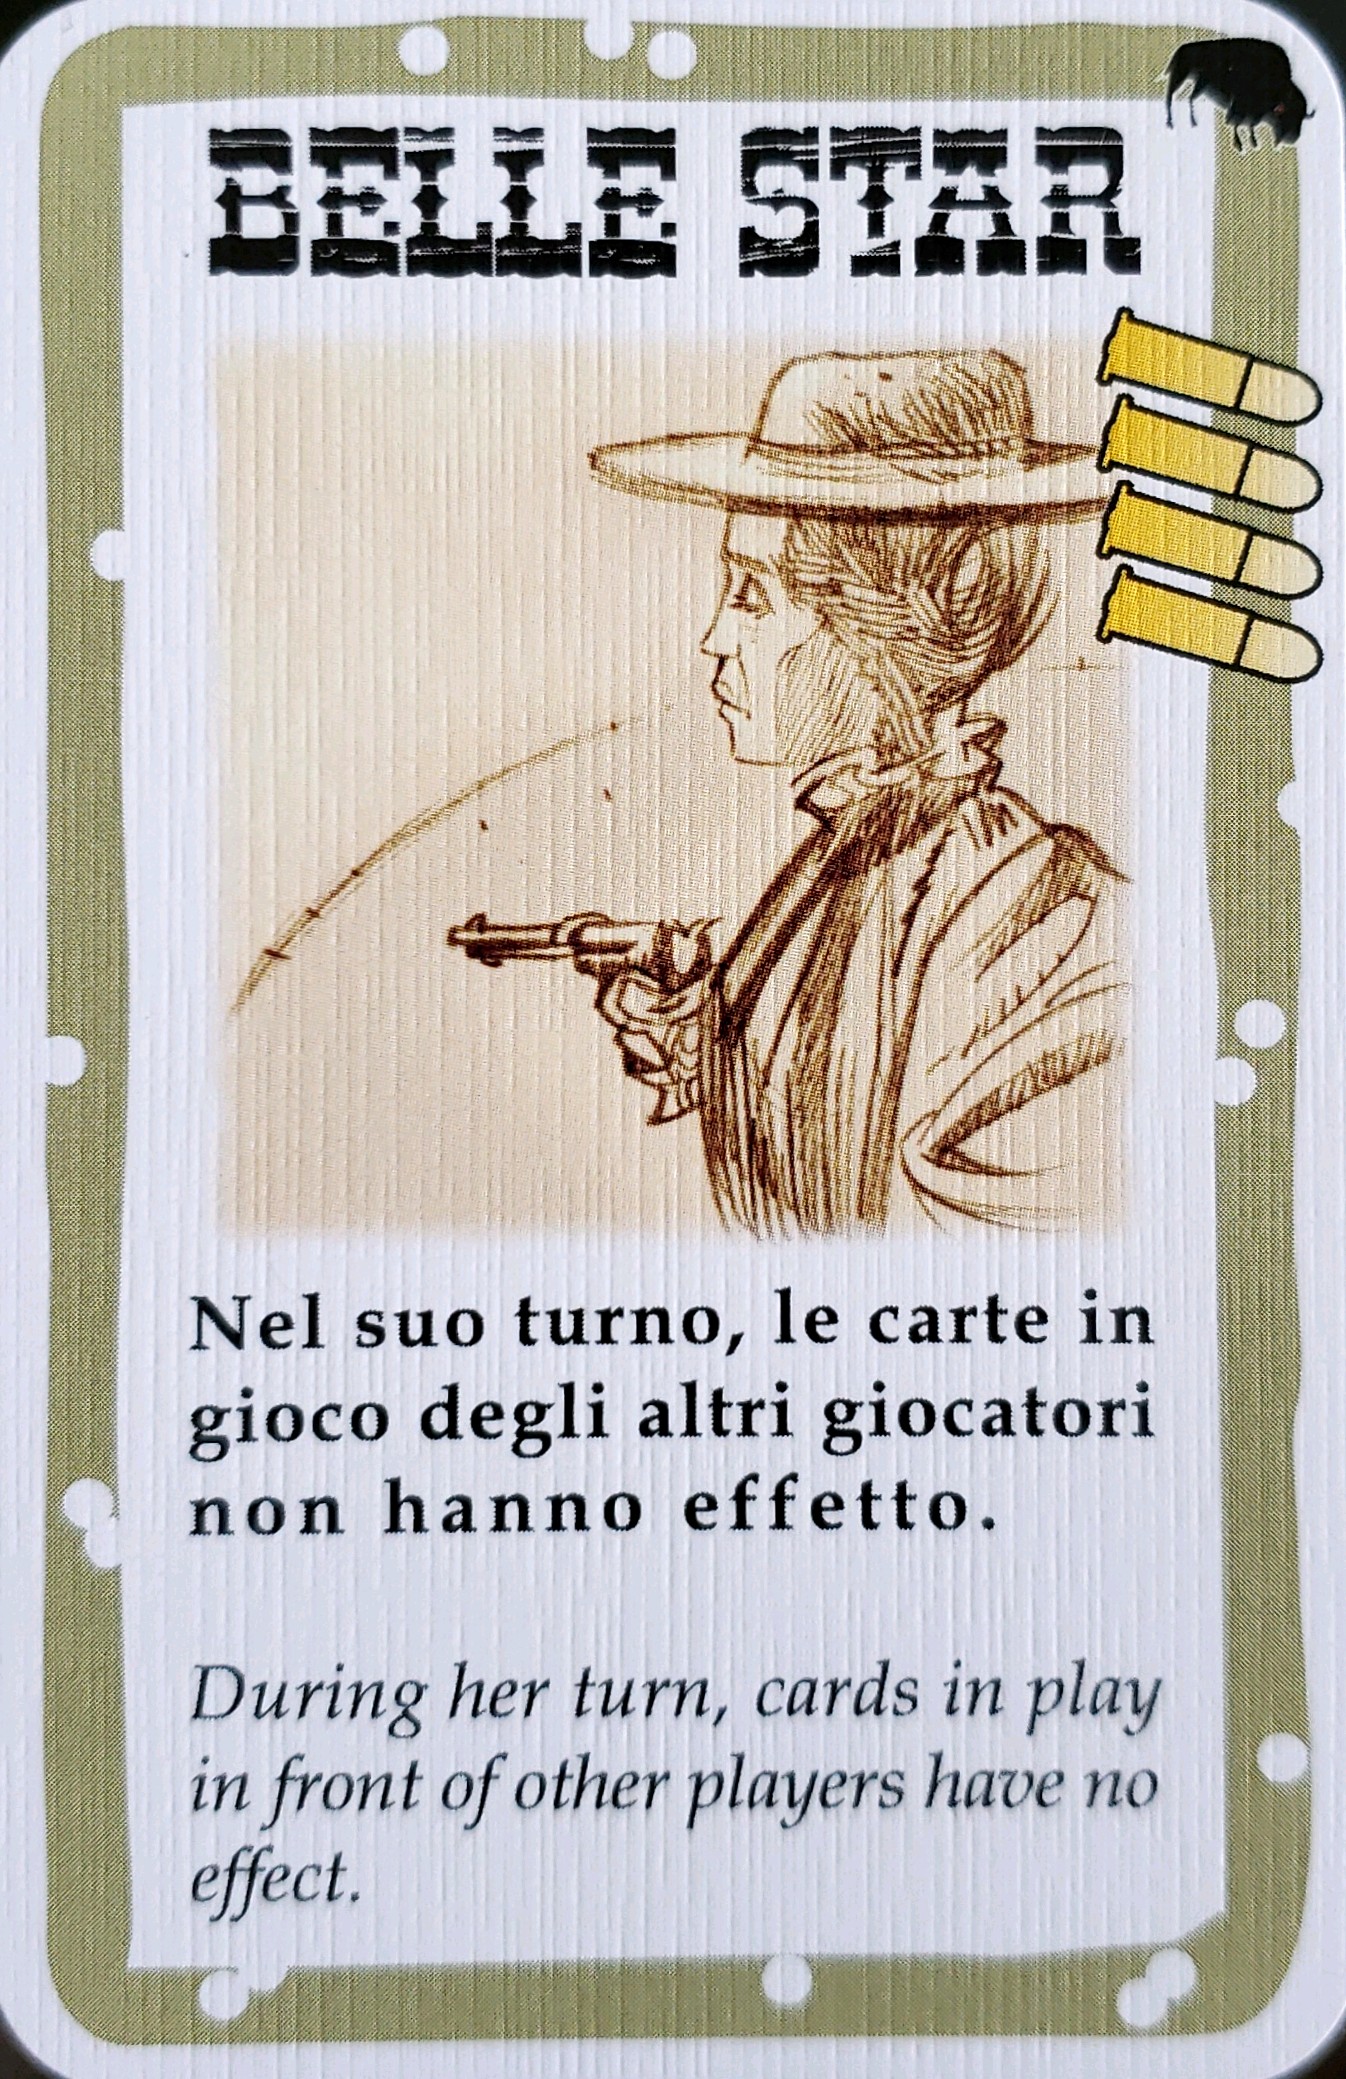 BELLE STAR
Nel suo turno, le carte in
gioco degli altri giocatori
non hanno effetto.
During her turn, cards in play
in front of other players have no
effect.